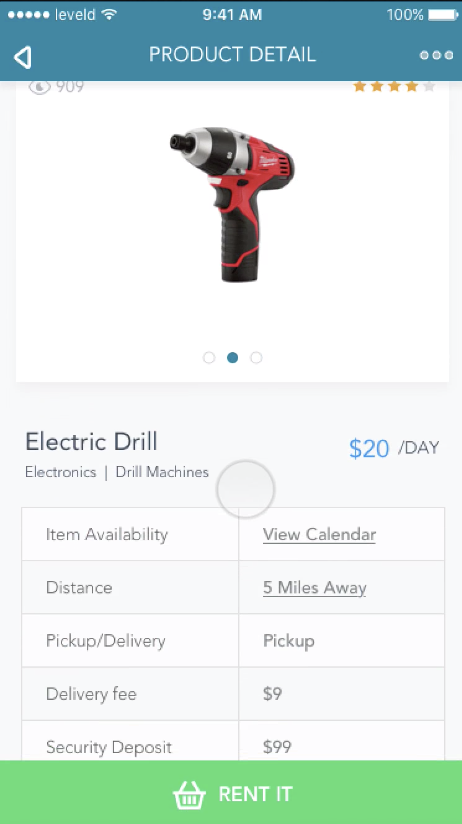 leveld 9:41 AM 100%
PRODUCT DETAIL
909
Milwaukee
Electric Drill
$20 /DAY
Electronics | Drill Machines
Item Availability View Calendar
Distance 5 Miles Away
Pickup/Delivery Pickup
Delivery fee $9
Security Deposit $99
RENT IT